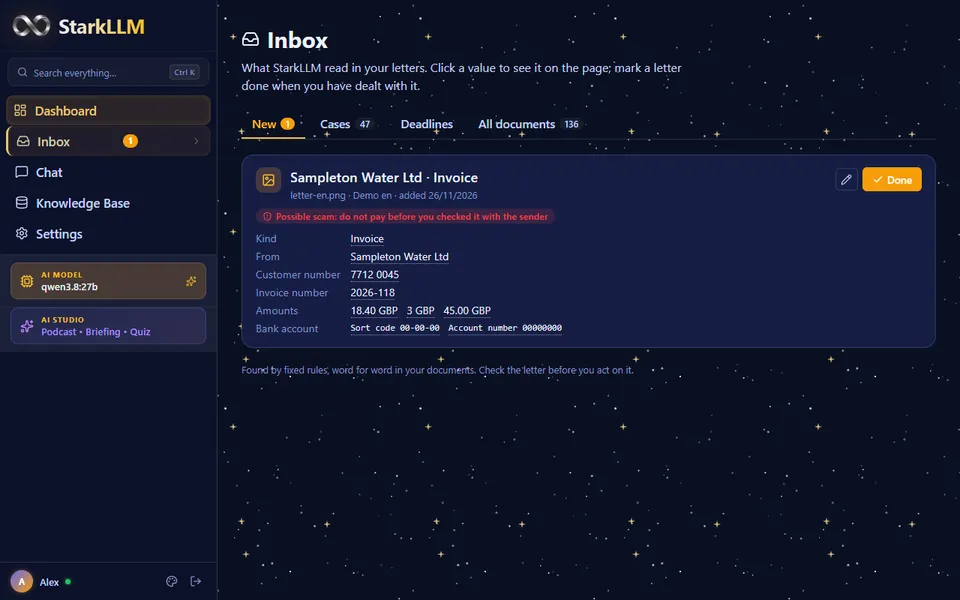 StarkLLM
Search everything... Ctrl K
Dashboard
Inbox 1
Chat
Knowledge Base
Settings
AI MODEL
qwen3.8:27b
AI STUDIO
Podcast • Briefing • Quiz
A Alex
Inbox
What StarkLLM read in your letters. Click a value to see it on the page; mark a letter
done when you have dealt with it.
New 1 Cases 47 Deadlines All documents 136
Sampleton Water Ltd · Invoice
Done
letter-en.png · Demo en · added 26/11/2026
Possible scam: do not pay before you checked it with the sender
Kind Invoice
From Sampleton Water Ltd
Customer number 7712 0045
Invoice number 2026-118
Amounts 18.40 GBP 3 GBP 45.00 GBP
Bank account Sort code 00-00-00 Account number 00000000
Found by fixed rules, word for word in your documents. Check the letter before you act on it.